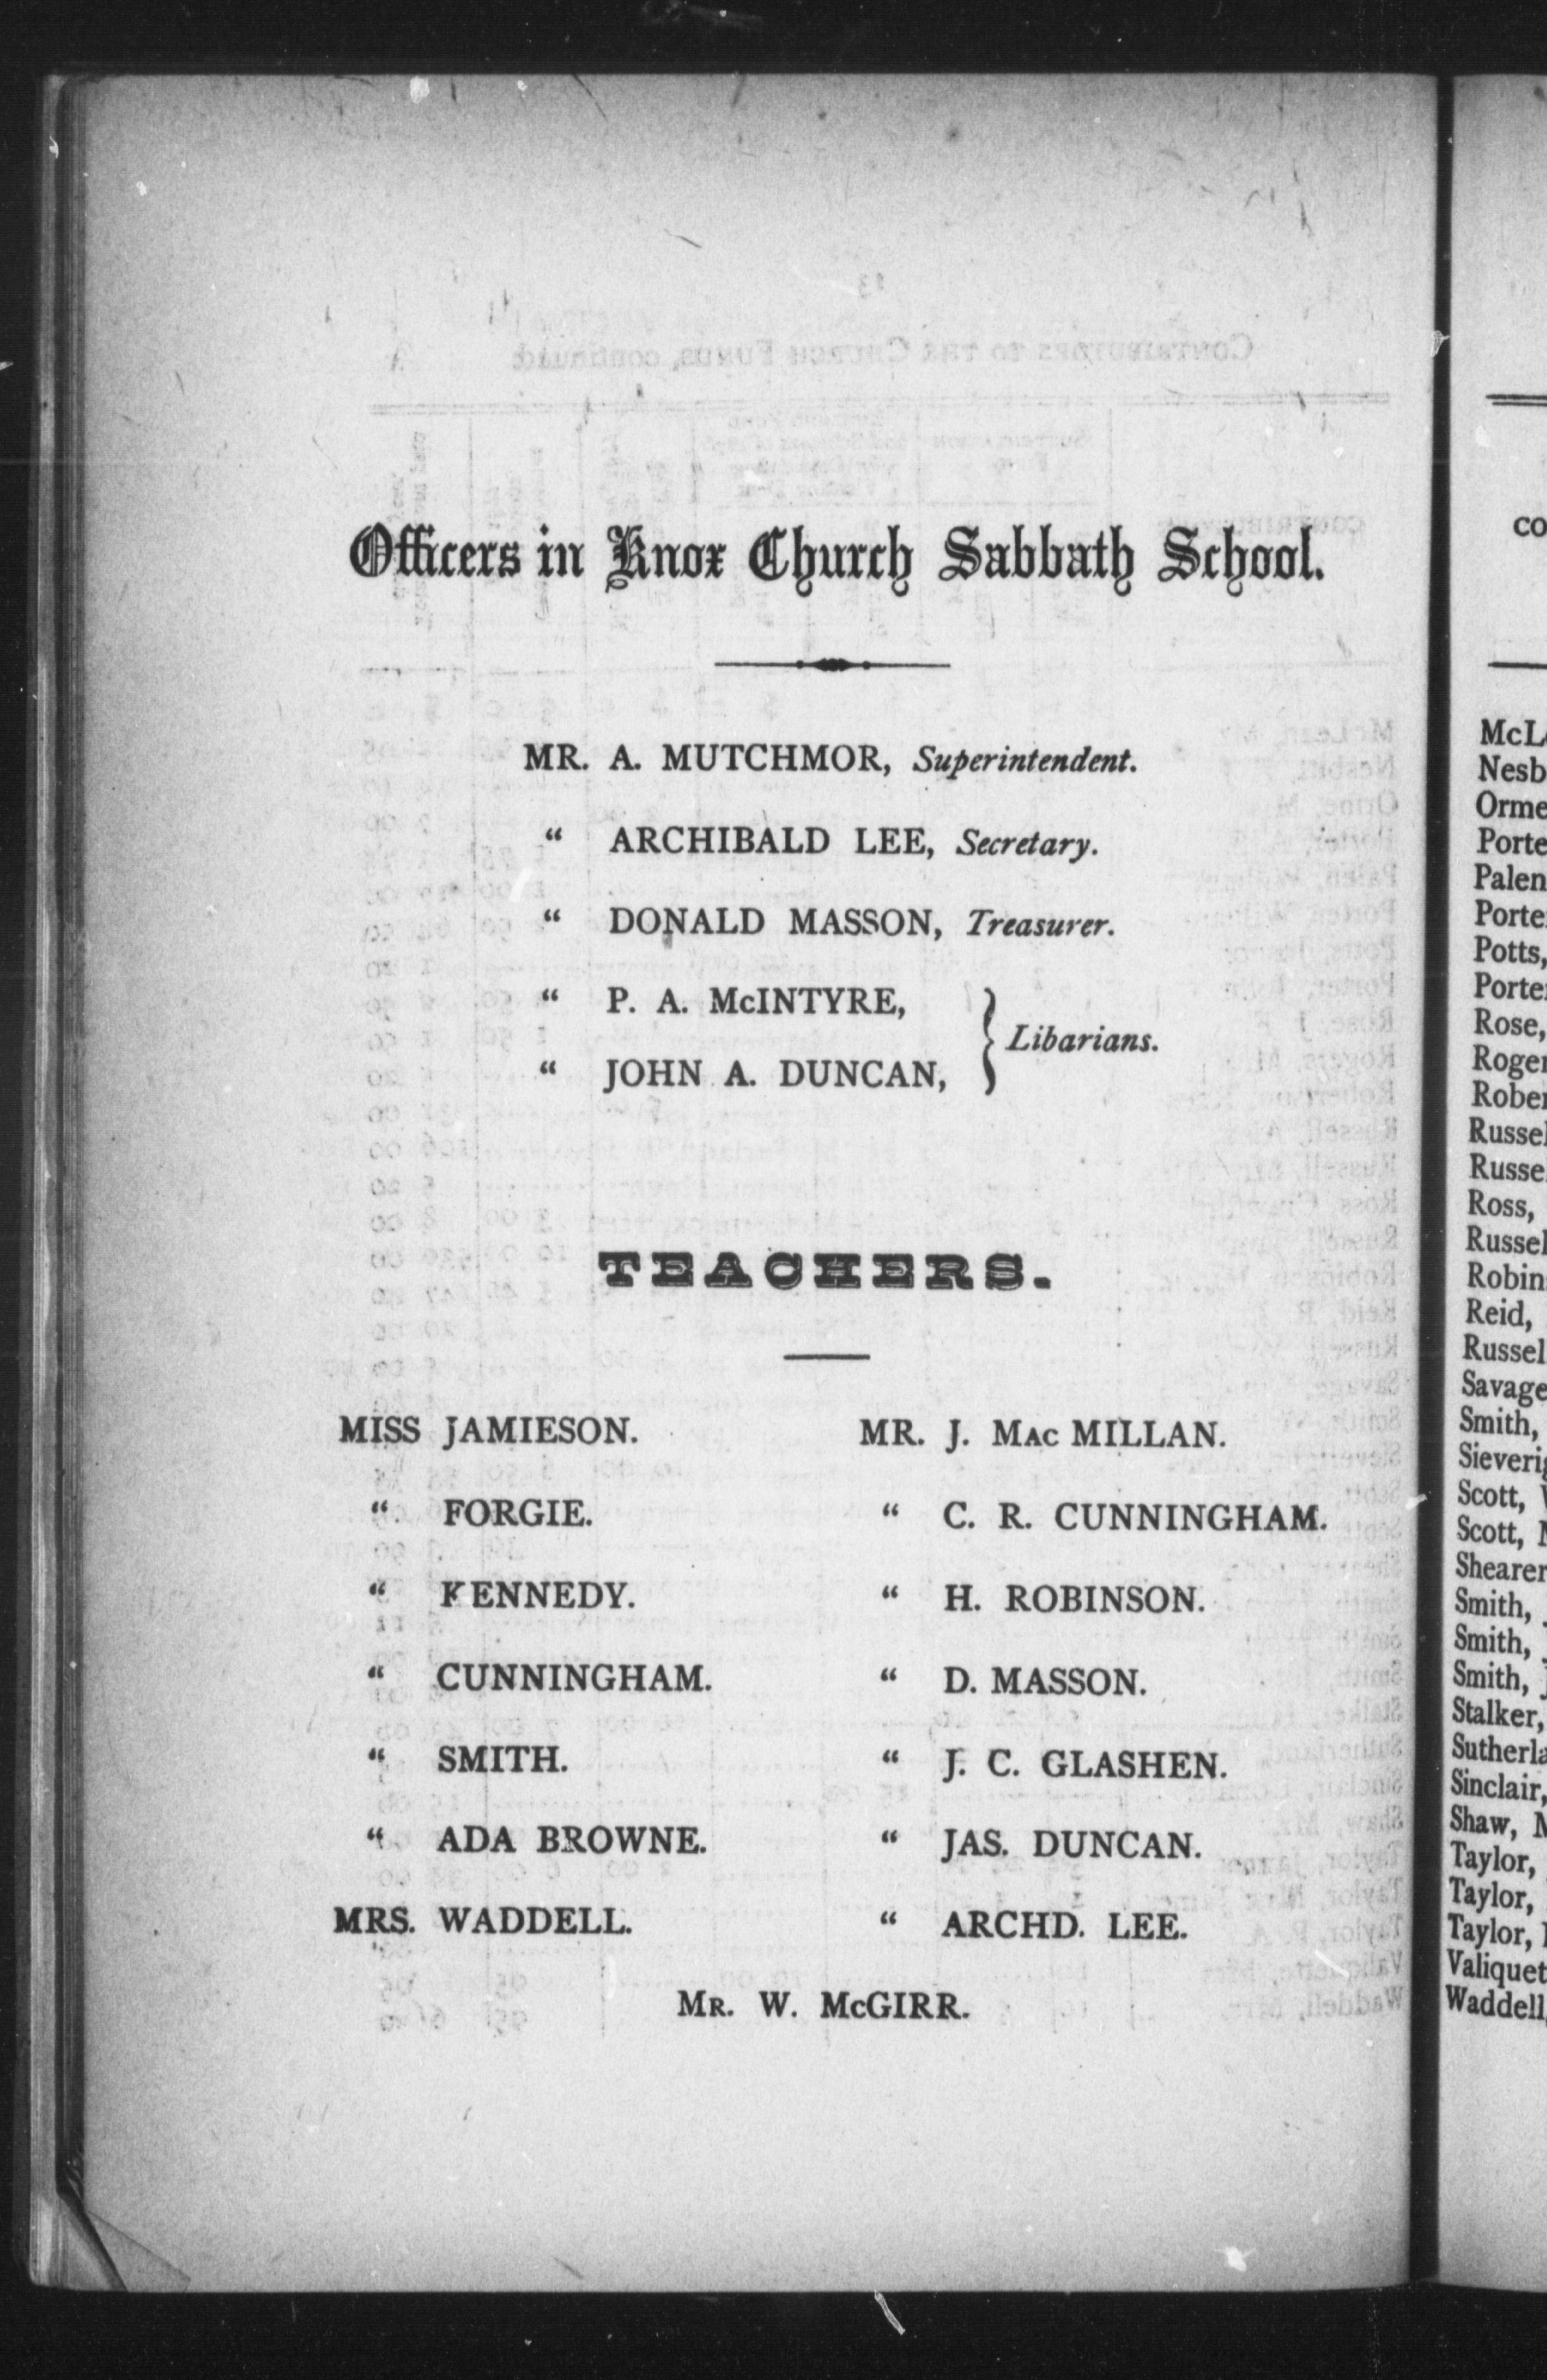 Officers in Knox Church Sabbath School.
MR. A. MUTCHMOR, Superintendent.
“ ARCHIBALD LEE, Secretary.
“ DONALD MASSON, Treasurer.
“ P. A. McINTYRE,
} Libarians.
“ JOHN A. DUNCAN,
TEACHERS.
MISS JAMIESON.
“ FORGIE.
“ KENNEDY.
“ CUNNINGHAM.
“ SMITH.
“ ADA BROWNE.
MRS. WADDELL.
MR. J. MAC MILLAN.
“ C. R. CUNNINGHAM.
“ H. ROBINSON.
“ D. MASSON.
“ J. C. GLASHEN.
“ JAS. DUNCAN.
“ ARCHD. LEE.
MR. W. McGIRR.
CO
McL
Nesb
Orme
Porte
Palen
Porte
Potts,
Porte
Rose,
Roger
Rober
Russel
Russe
Ross,
Russel
Robin
Reid,
Russel
Savage
Smith,
Sieverig
Scott,
Scott,
Shearer
Smith,
Smith,
Smith,
Stalker,
Sutherla
Sinclair,
Shaw, M
Taylor,
Taylor,
Taylor,
Valiquet
Waddell